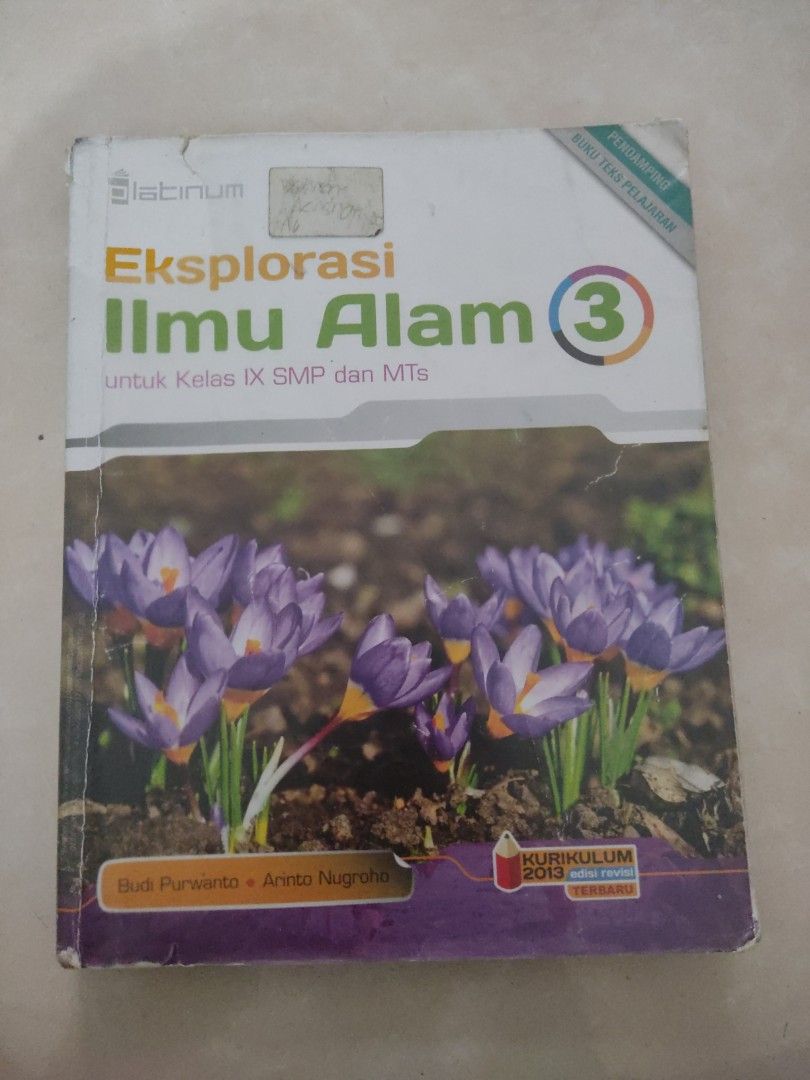 Platinum
PENDAMPING
BUKU TEKS PELAJARAN
Eksplorasi
Ilmu Alam 3
untuk Kelas IX SMP dan MTs
Budi Purwanto • Arinto Nugroho
KURIKULUM
2013 edisi revisi
TERBARU